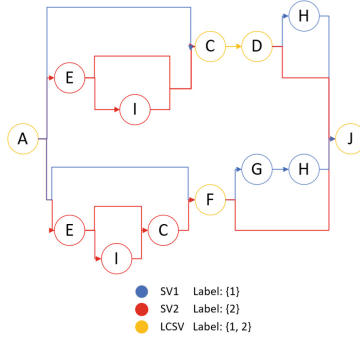 H
C
D
E
I
A
J
G
H
F
E
C
I
SV1 Label: {1}
SV2 Label: {2}
LCSV Label: {1, 2}